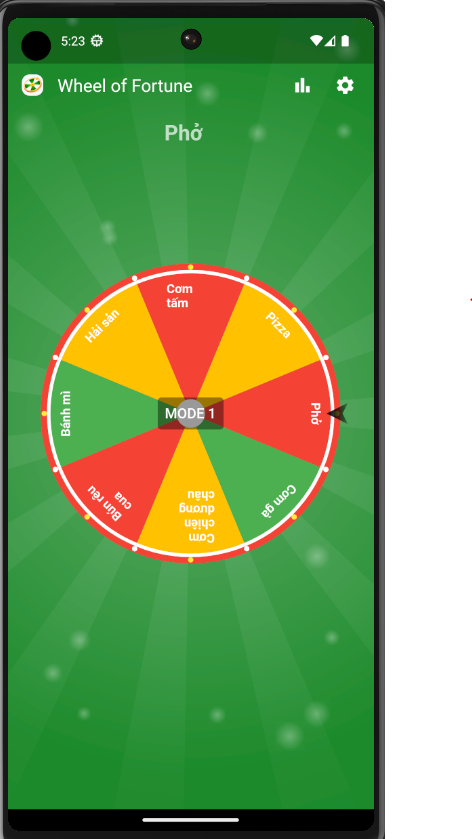 5:23
Wheel of Fortune
Phở
Cơm
tấm
Pizza
Hải sản
Phở
MODE 1
Bánh mì
Cơm gà
Bún riêu
cua
Cơm
chiên
dương
châu